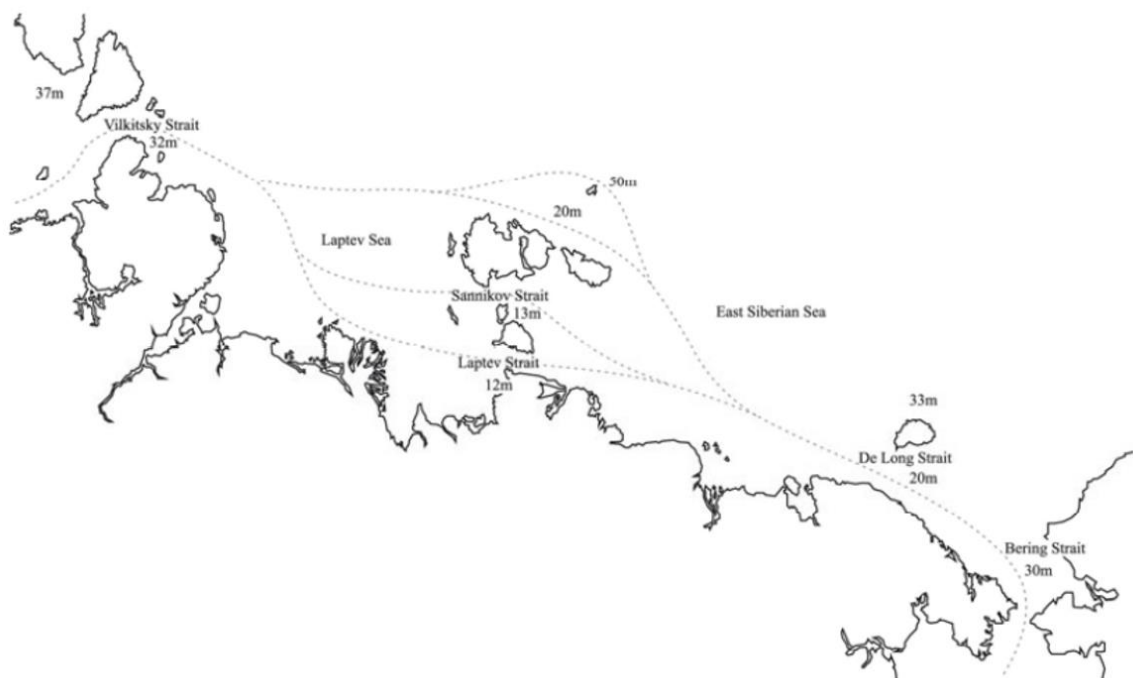 37m
Vilkitsky Strait
32m
50m
20m
Laptev Sea
Sannikov Strait
13m
East Siberian Sea
Laptev Strait
12m
33m
De Long Strait
20m
Bering Strait
30m